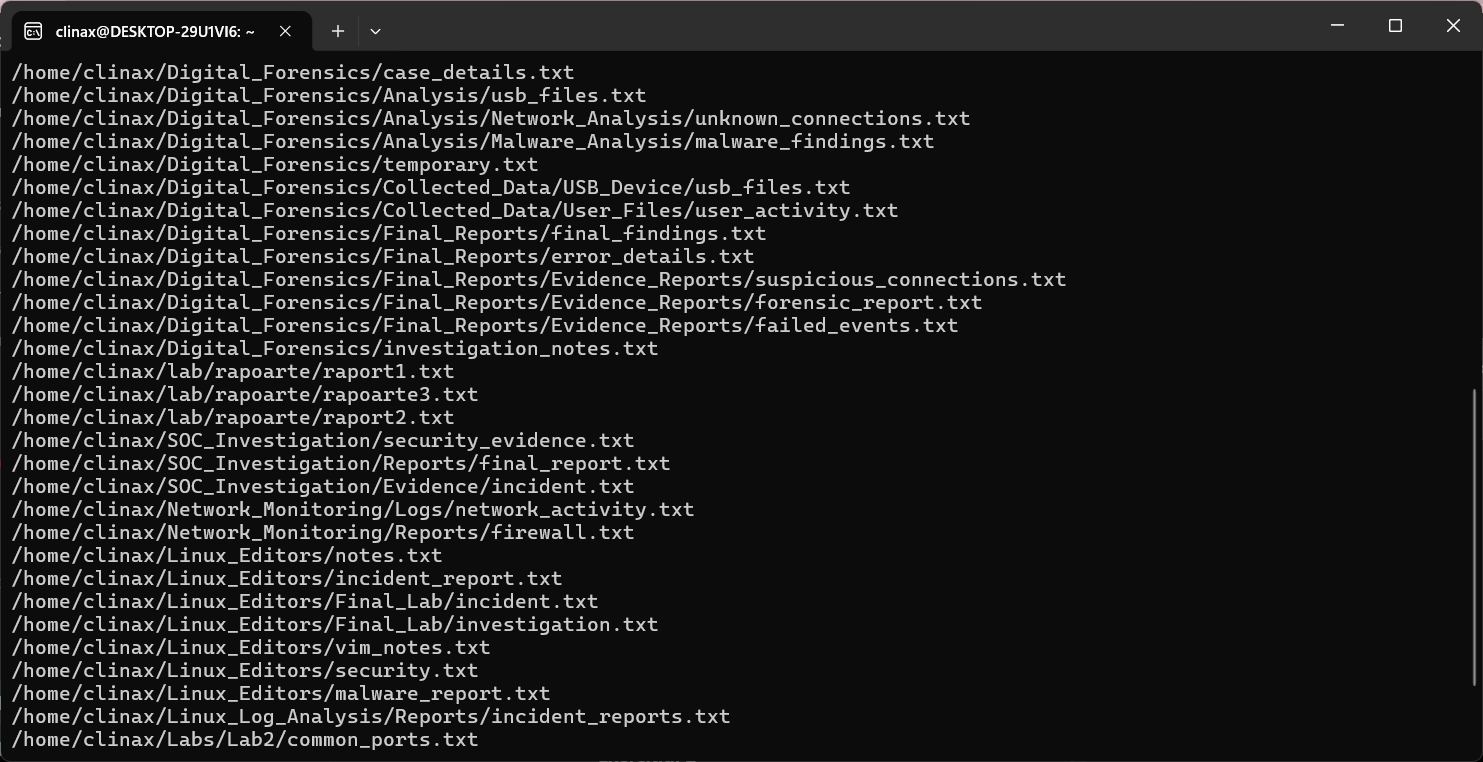 clinax@DESKTOP-29U1VI6: ~
/home/clinax/Digital_Forensics/case_details.txt
/home/clinax/Digital_Forensics/Analysis/usb_files.txt
/home/clinax/Digital_Forensics/Analysis/Network_Analysis/unknown_connections.txt
/home/clinax/Digital_Forensics/Analysis/Malware_Analysis/malware_findings.txt
/home/clinax/Digital_Forensics/temporary.txt
/home/clinax/Digital_Forensics/Collected_Data/USB_Device/usb_files.txt
/home/clinax/Digital_Forensics/Collected_Data/User_Files/user_activity.txt
/home/clinax/Digital_Forensics/Final_Reports/final_findings.txt
/home/clinax/Digital_Forensics/Final_Reports/error_details.txt
/home/clinax/Digital_Forensics/Final_Reports/Evidence_Reports/suspicious_connections.txt
/home/clinax/Digital_Forensics/Final_Reports/Evidence_Reports/forensic_report.txt
/home/clinax/Digital_Forensics/Final_Reports/Evidence_Reports/failed_events.txt
/home/clinax/Digital_Forensics/investigation_notes.txt
/home/clinax/lab/rapoarte/raport1.txt
/home/clinax/lab/rapoarte/rapoarte3.txt
/home/clinax/lab/rapoarte/raport2.txt
/home/clinax/SOC_Investigation/security_evidence.txt
/home/clinax/SOC_Investigation/Reports/final_report.txt
/home/clinax/SOC_Investigation/Evidence/incident.txt
/home/clinax/Network_Monitoring/Logs/network_activity.txt
/home/clinax/Network_Monitoring/Reports/firewall.txt
/home/clinax/Linux_Editors/notes.txt
/home/clinax/Linux_Editors/incident_report.txt
/home/clinax/Linux_Editors/Final_Lab/incident.txt
/home/clinax/Linux_Editors/Final_Lab/investigation.txt
/home/clinax/Linux_Editors/vim_notes.txt
/home/clinax/Linux_Editors/security.txt
/home/clinax/Linux_Editors/malware_report.txt
/home/clinax/Linux_Log_Analysis/Reports/incident_reports.txt
/home/clinax/Labs/Lab2/common_ports.txt